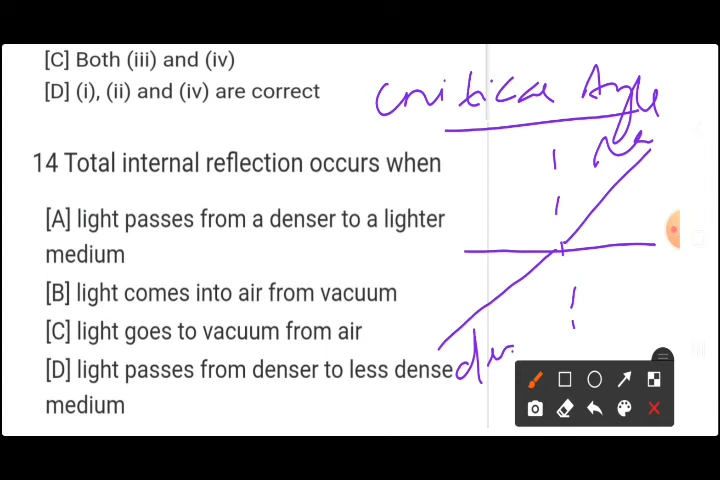 [C] Both (iii) and (iv)
[D] (i), (ii) and (iv) are correct
Critical Angle
14 Total internal reflection occurs when
[A] light passes from a denser to a lighter
medium
[B] light comes into air from vacuum
[C] light goes to vacuum from air
[D] light passes from denser to less dense
medium